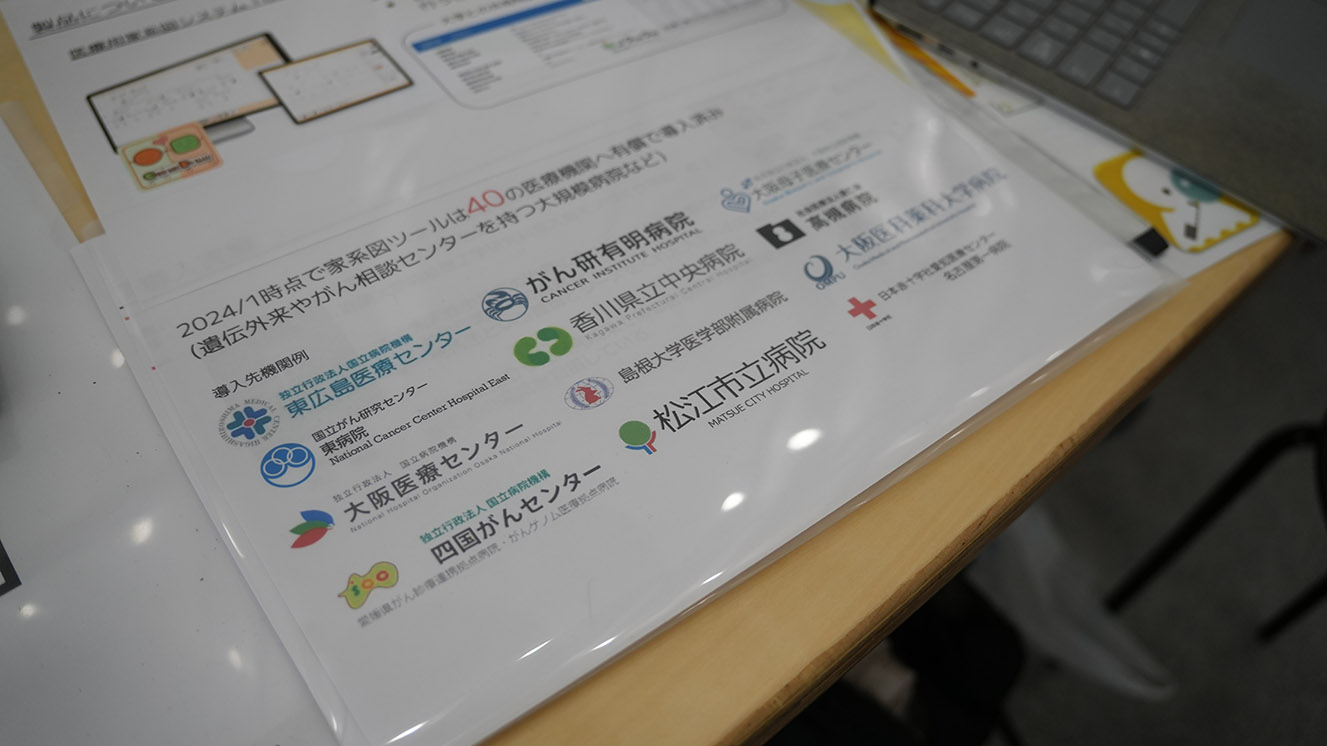 製品について
医療用家系図システム
2024/1時点で家系図ツールは40の医療機関へ有償で導入済み
（遺伝外来やがん相談センターを持つ大規模病院など）
導入先機関例
独立行政法人国立病院機構
東広島医療センター
HIGASHIHIROSHIMA MEDICAL CENTER
国立がん研究センター
東病院
National Cancer Center Hospital East
独立行政法人 国立病院機構
大阪医療センター
National Hospital Organization Osaka National Hospital
独立行政法人国立病院機構
四国がんセンター
愛媛県がん診療連携拠点病院・がんゲノム医療拠点病院
がん研有明病院
CANCER INSTITUTE HOSPITAL
香川県立中央病院
Kagawa Prefectural Central Hospital
島根大学医学部附属病院
松江市立病院
MATSUE CITY HOSPITAL
大阪母子医療センター
高槻病院
大阪医科薬科大学病院
OMPU
日本赤十字社愛知医療センター
名古屋第一病院